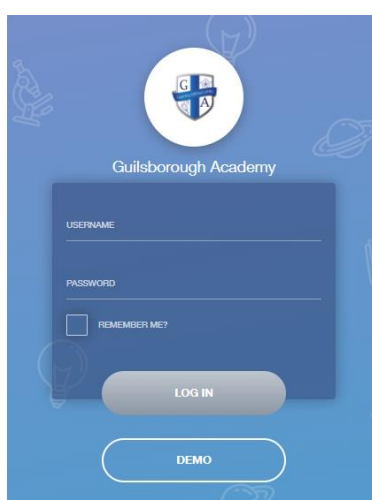 G
A
Guilsborough Academy
USERNAME
PASSWORD
REMEMBER ME?
LOG IN
DEMO